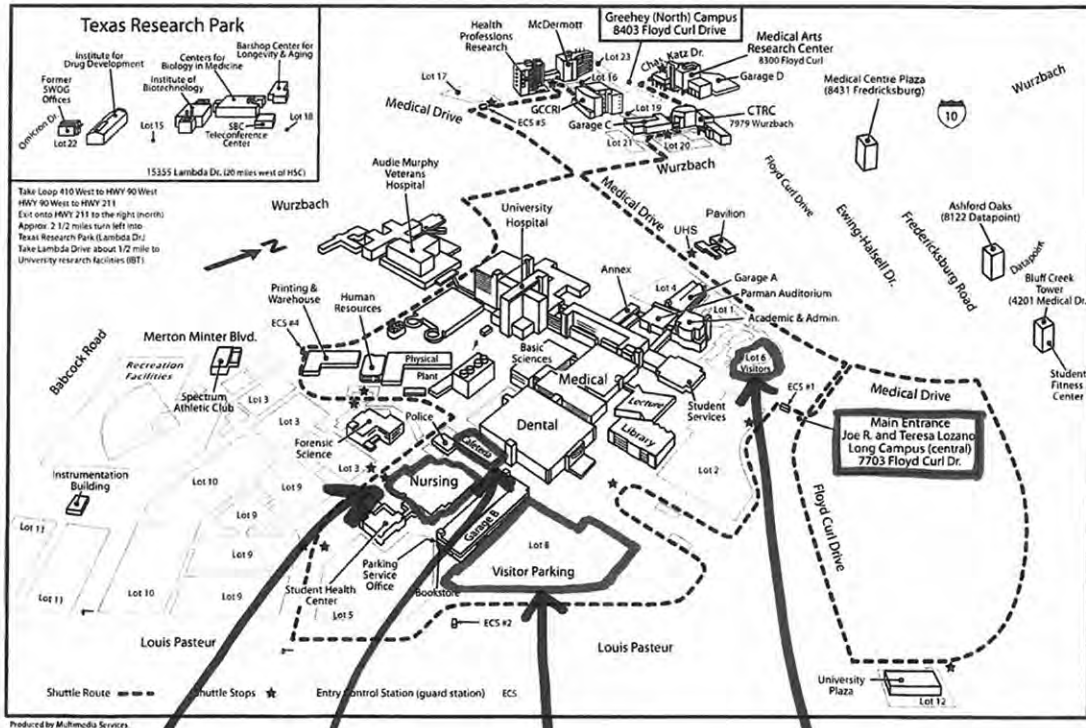 Texas Research Park
Institute for
Drug Development
Centers for
Biology in Medicine
Barshop Center for
Longevity & Aging
Former
SWOG
Offices
Institute of
Biotechnology
Omicron Dr.
Lot 22
Lot 15
SBC
Teleconference
Center
Lot 18
15355 Lambda Dr. (20 miles west of HSC)
Take Loop 410 West to HWY 90 West
HWY 90 West to HWY 211
Exit onto HWY 211 to the right (north)
Approx. 2 1/2 miles turn left into
Texas Research Park (Lambda Dr.)
Take Lambda Drive about 1/2 mile to
University research facilities (IBT)
Health
Professions
Research
McDermott
Greehey (North) Campus
8403 Floyd Curl Drive
Lot 23
Chas. Katz Dr.
Medical Arts
Research Center
8300 Floyd Curl
Garage D
Lot 17
Lot 16
Medical Drive
ECS #5
GCCRI
Lot 19
Garage C
CTRC
7979 Wurzbach
Lot 21
Lot 20
Wurzbach
Medical Centre Plaza
(8431 Fredricksburg)
Wurzbach
10
Floyd Curl Drive
Ewing-Halsell Dr.
Fredericksburg Road
Ashford Oaks
(8122 Datapoint)
Datapoint
Bluff Creek
Tower
(4201 Medical Dr.)
Student
Fitness
Center
Audie Murphy
Veterans
Hospital
Wurzbach
University
Hospital
Medical Drive
Pavilion
UHS
N
Annex
Lot 4
Garage A
Parman Auditorium
Lot 1
Academic & Admin.
Printing &
Warehouse
ECS #4
Human
Resources
Merton Minter Blvd.
Babcock Road
Recreation
Facilities
Spectrum
Athletic Club
Physical
Plant
Basic
Sciences
Medical
Lecture
Library
Student
Services
Lot 6
Visitors
ECS #1
Medical Drive
Main Entrance
Joe R. and Teresa Lozano
Long Campus (central)
7703 Floyd Curl Dr.
Lot 3
Lot 3
Forensic
Science
Police
Cafeteria
Dental
Lot 2
Lot 3
Nursing
Instrumentation
Building
Lot 10
Lot 9
Lot 11
Lot 9
Lot 9
Garage B
Lot 8
Visitor Parking
Floyd Curl Drive
Lot 11
Lot 10
Lot 9
Student Health
Center
Parking
Service
Office
Bookstore
Lot 5
ECS #2
Louis Pasteur
Louis Pasteur
University
Plaza
Lot 12
Shuttle Route
Shuttle Stops
Entry Control Station (guard station) ECS
Produced by Multimedia Services